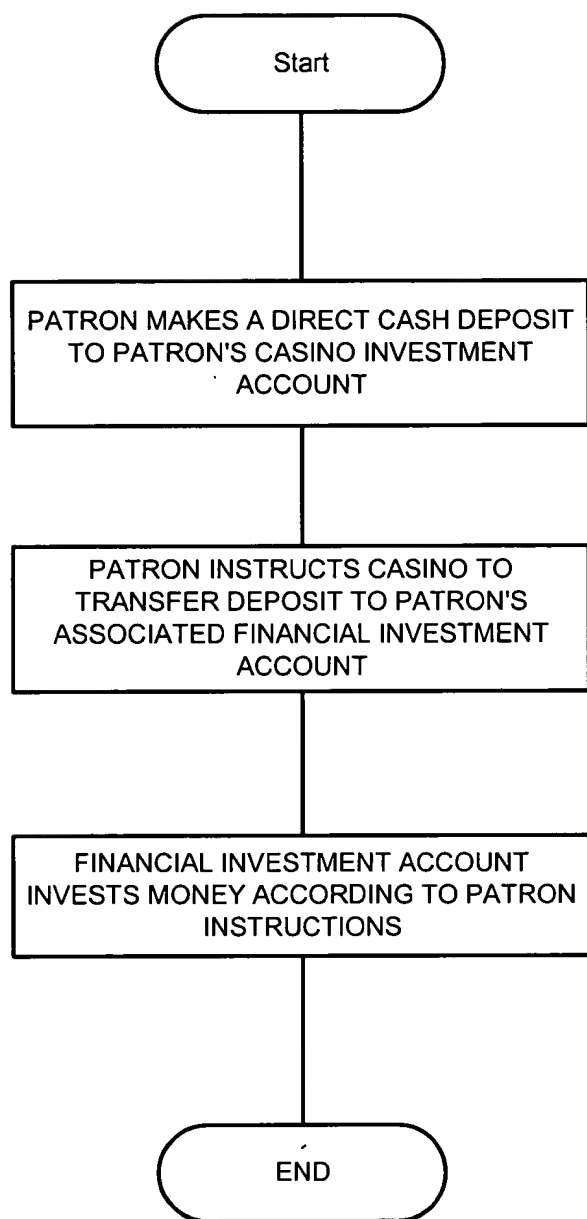 Start
PATRON MAKES A DIRECT CASH DEPOSIT
TO PATRON'S CASINO INVESTMENT
ACCOUNT
PATRON INSTRUCTS CASINO TO
TRANSFER DEPOSIT TO PATRON'S
ASSOCIATED FINANCIAL INVESTMENT
ACCOUNT
FINANCIAL INVESTMENT ACCOUNT
INVESTS MONEY ACCORDING TO PATRON
INSTRUCTIONS
END